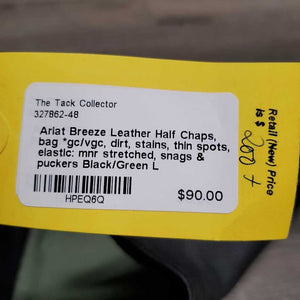 The Tack Collector
327862-48
Ariat Breeze Leather Half Chaps,
bag *gc/vgc, dirt, stains, thin spots,
elastic: mnr stretched, snags &
puckers Black/Green L
$90.00
HPEQ6Q
Retail (New) Price
is $ 200 +